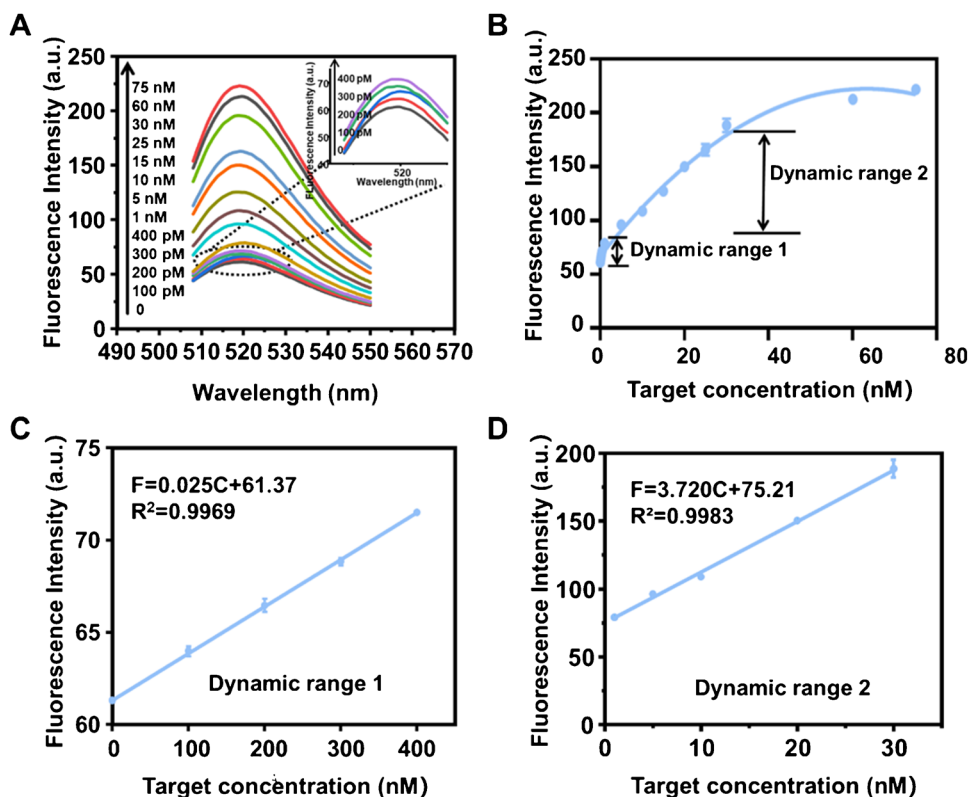 A
Fluorescence Intensity (a.u.)
250
200
150
100
50
0
75 nM
60 nM
30 nM
25 nM
15 nM
10 nM
5 nM
1 nM
400 pM
300 pM
200 pM
100 pM
0
490 500 510 520 530 540 550 560 570
Wavelength (nm)
Fluorescence Intensity (a.u.)
70
60
50
40
400 pM
300 pM
200 pM
100 pM
0
520
Wavelength (nm)
B
Fluorescence Intensity (a.u.)
250
200
150
100
50
0
Dynamic range 2
Dynamic range 1
0 20 40 60 80
Target concentration (nM)
C
Fluorescence Intensity (a.u.)
75
70
65
60
F=0.025C+61.37
R²=0.9969
Dynamic range 1
0 100 200 300 400
Target concentration (nM)
D
Fluorescence Intensity (a.u.)
200
150
100
50
0
F=3.720C+75.21
R²=0.9983
Dynamic range 2
0 10 20 30
Target concentration (nM)